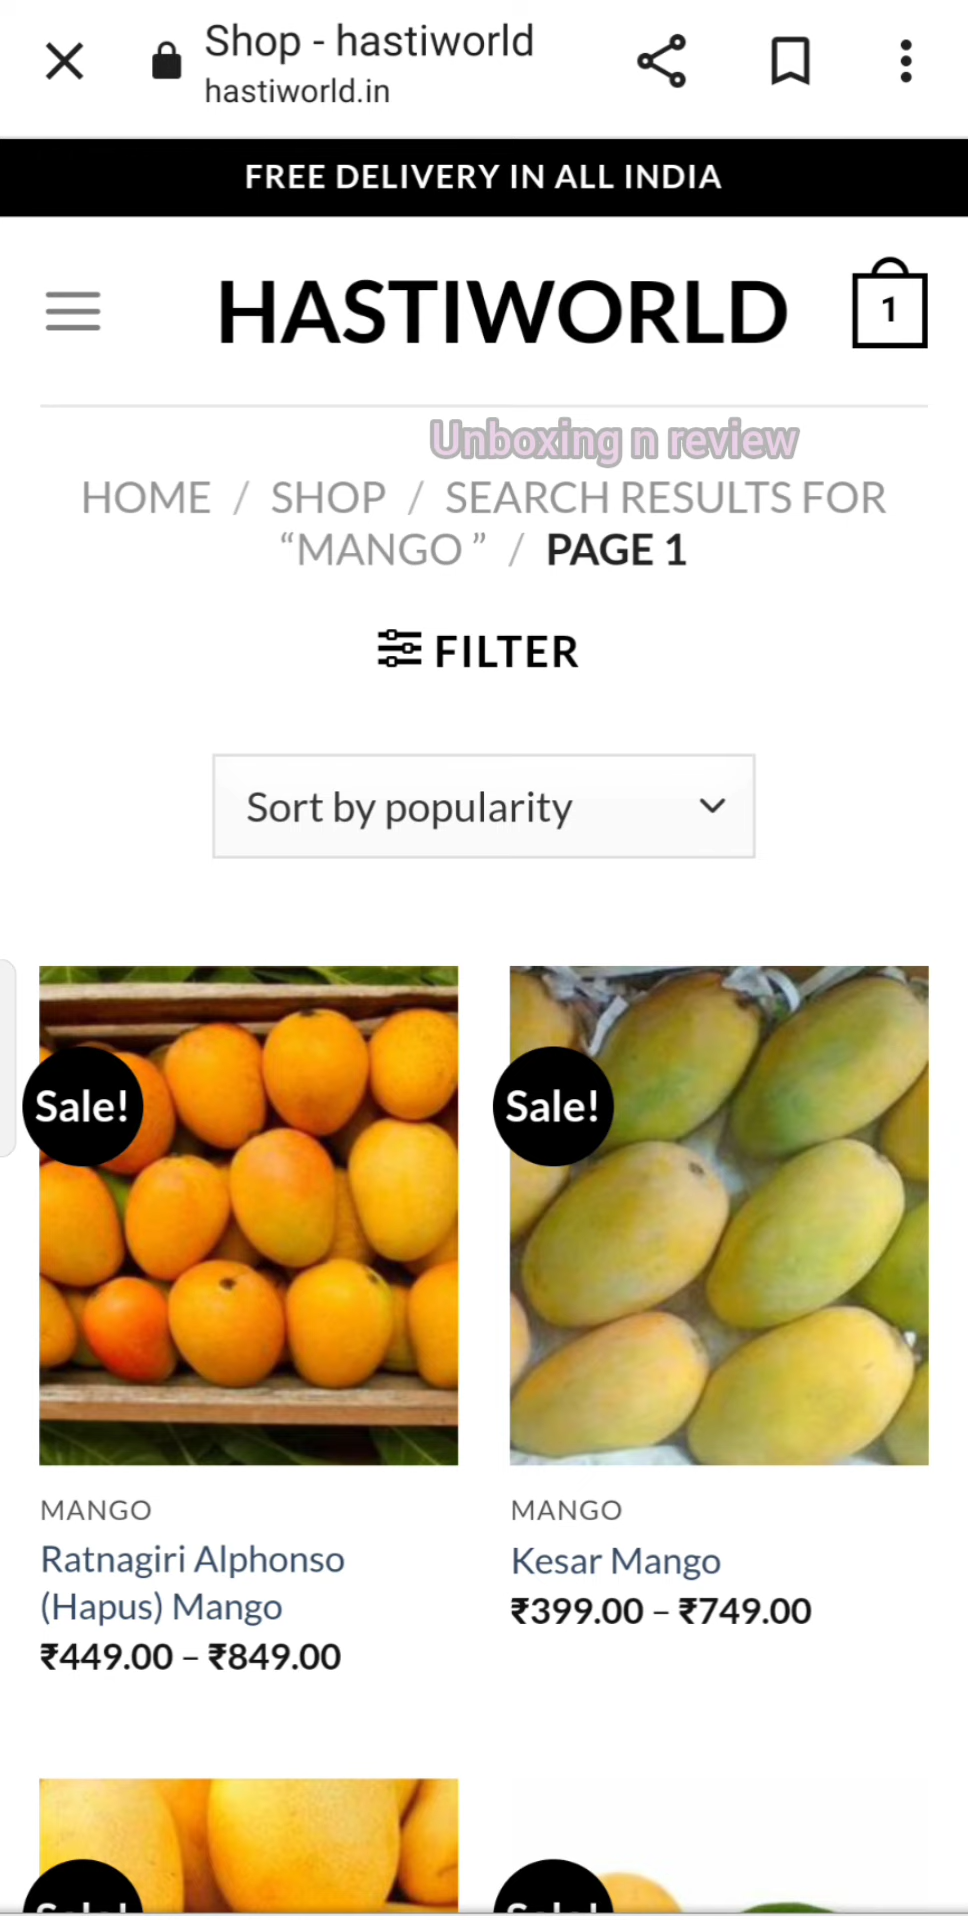 Shop - hastiworld
hastiworld.in
FREE DELIVERY IN ALL INDIA
HASTIWORLD
1
Unboxing n review
HOME / SHOP / SEARCH RESULTS FOR
“MANGO ” / PAGE 1
FILTER
Sort by popularity
Sale!
Sale!
MANGO
Ratnagiri Alphonso
(Hapus) Mango
₹449.00 – ₹849.00
MANGO
Kesar Mango
₹399.00 – ₹749.00